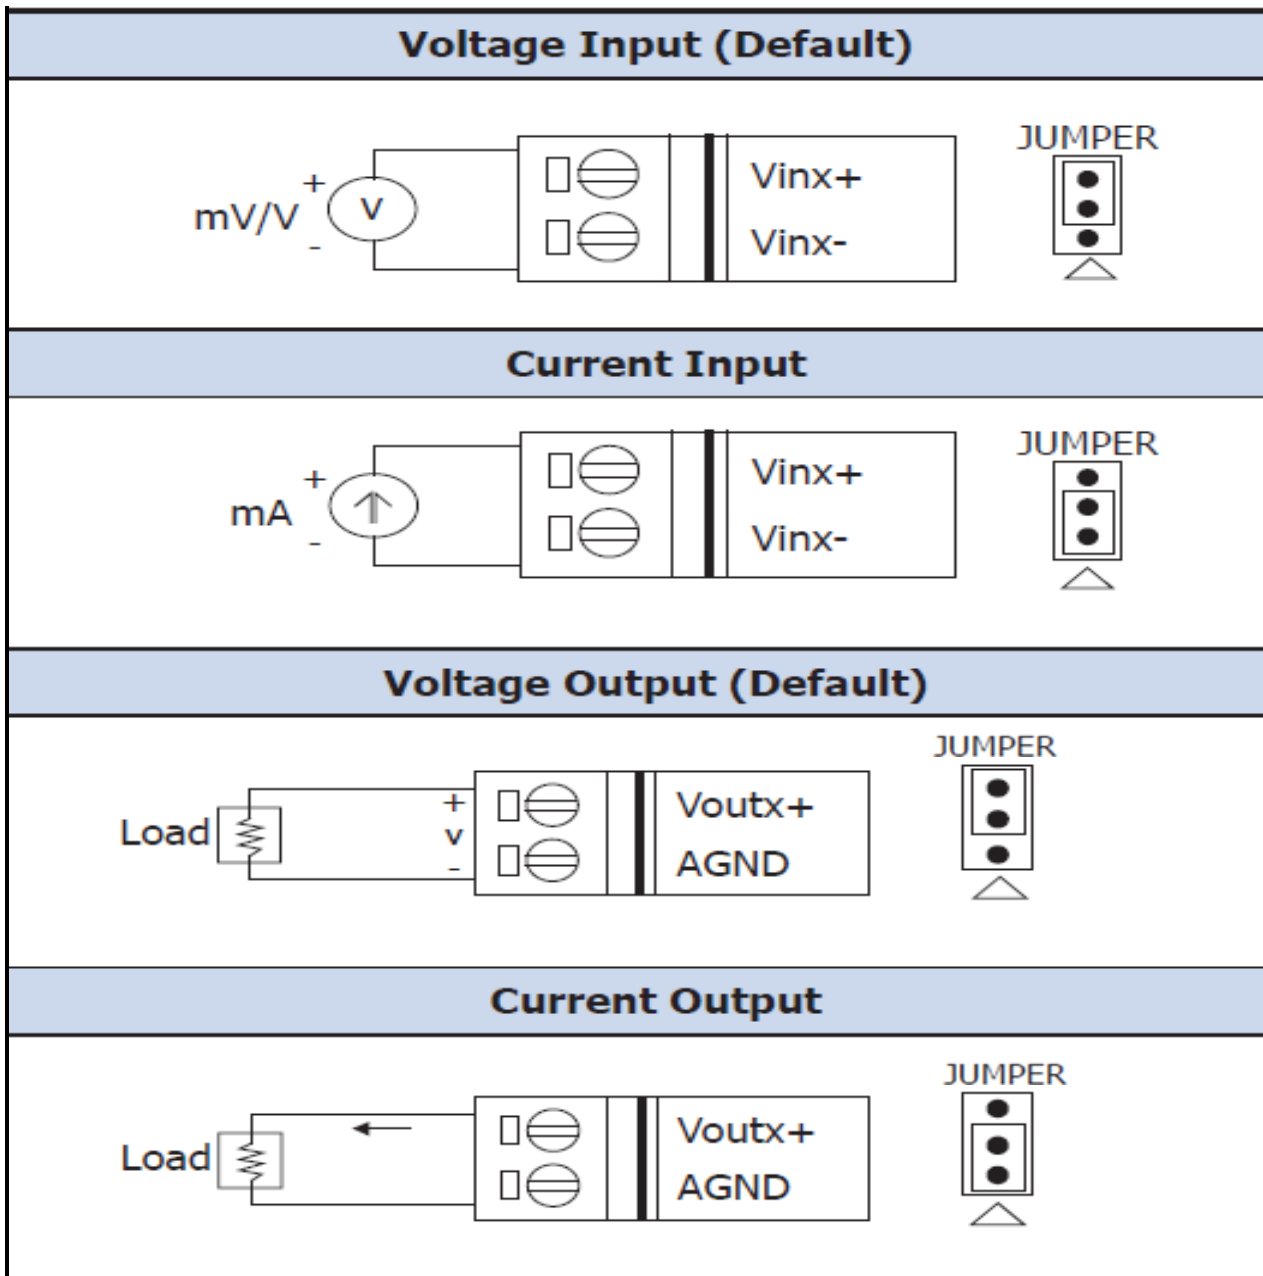 Voltage Input (Default)
JUMPER
+
mV/V
V
-
Vinx+
Vinx-
Current Input
JUMPER
+
mA
-
Vinx+
Vinx-
Voltage Output (Default)
JUMPER
Load
+
v
-
Voutx+
AGND
Current Output
JUMPER
Load
Voutx+
AGND